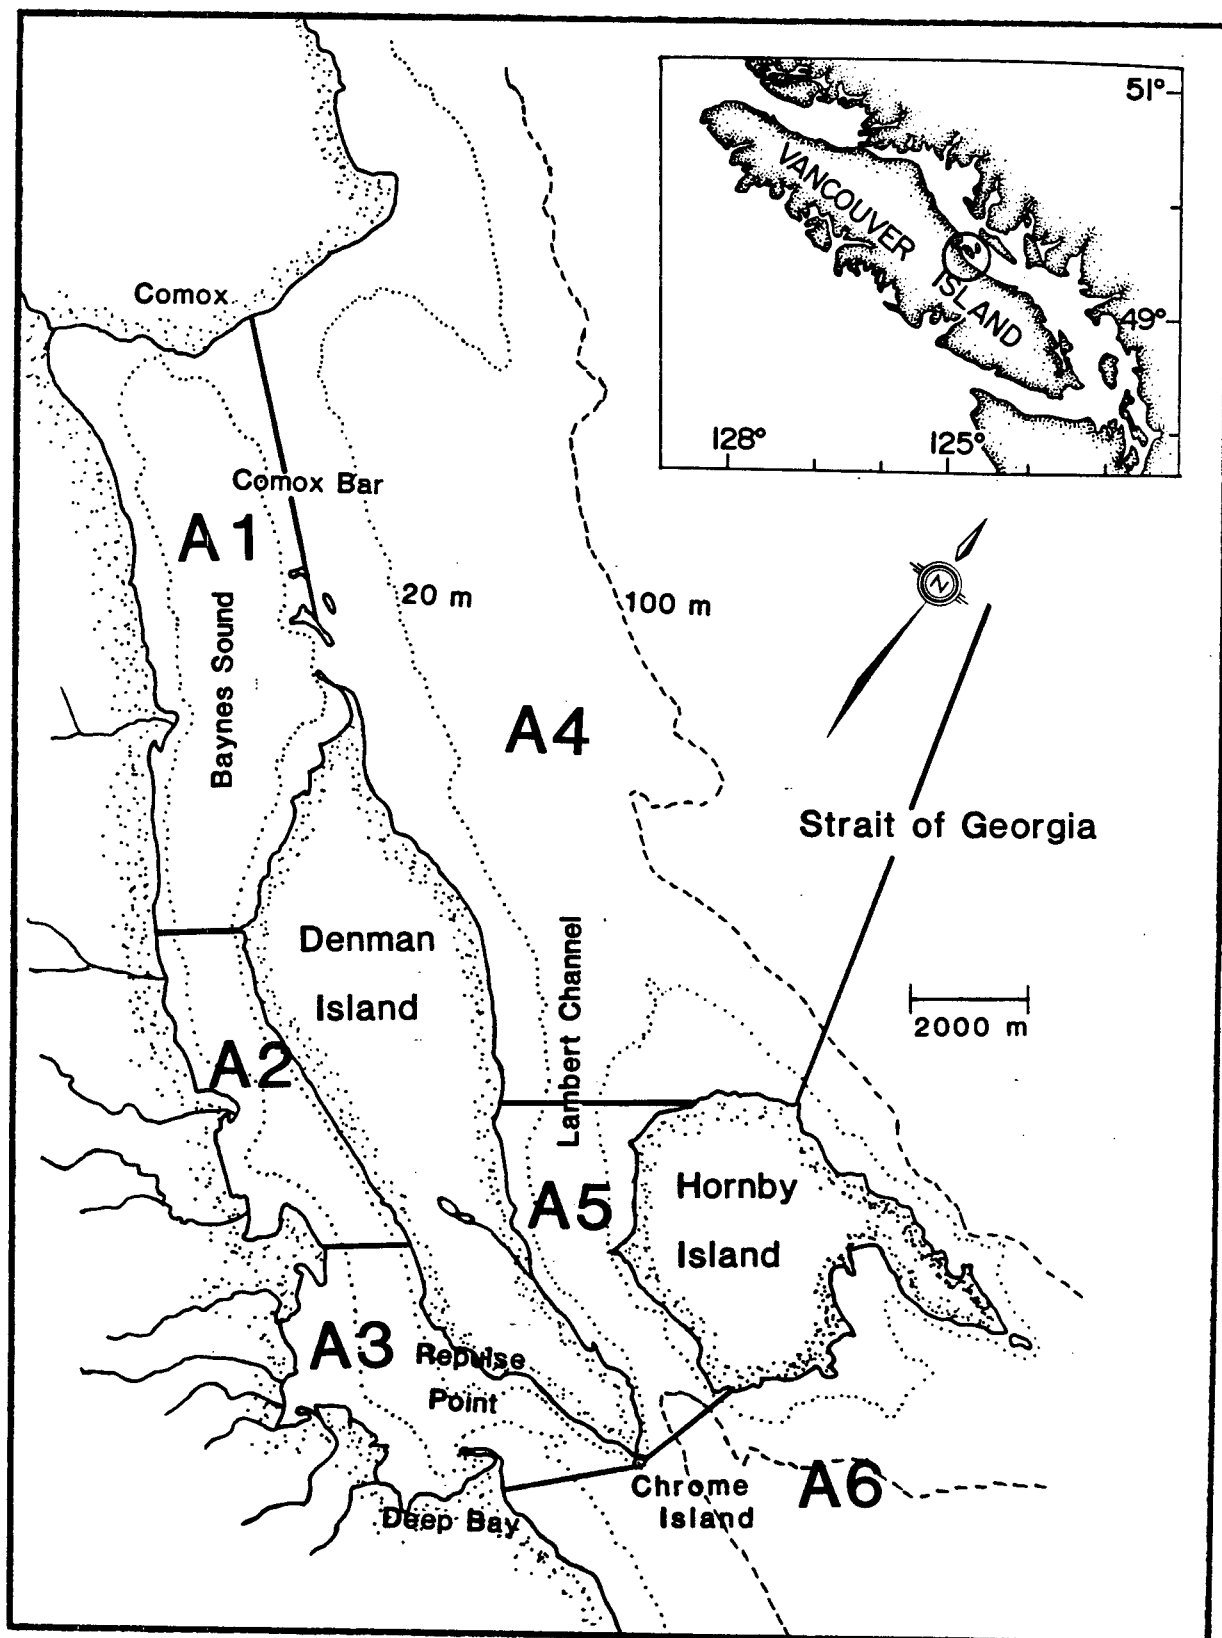 51°
VANCOUVER
ISLAND
49°
128°
125°
Comox
Comox Bar
A1
20 m
100 m
N
Baynes Sound
A4
Strait of Georgia
Denman
Island
Lambert Channel
2000 m
A2
A5
Hornby
Island
A3
Repulse
Point
Chrome
Island
A6
Deep Bay